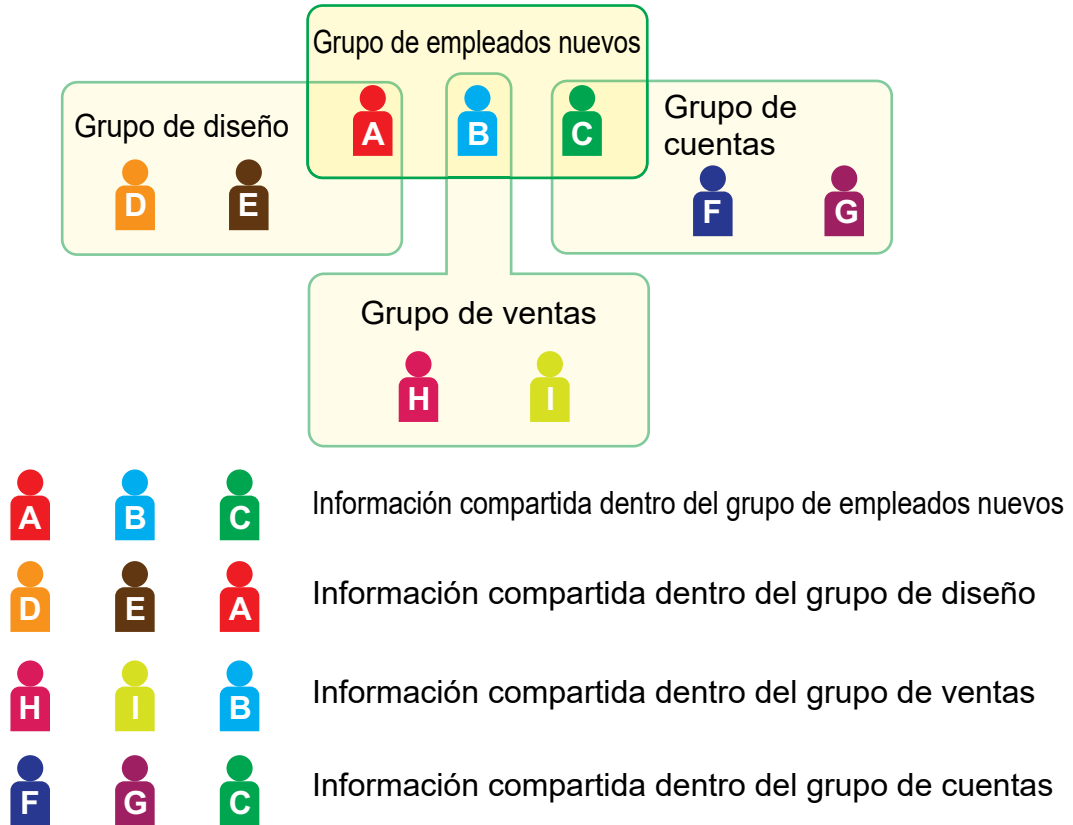 Grupo de empleados nuevos
Grupo de diseño
A
B
C
Grupo de
cuentas
D
E
F
G
Grupo de ventas
H
I
A B C Información compartida dentro del grupo de empleados nuevos
D E A Información compartida dentro del grupo de diseño
H I B Información compartida dentro del grupo de ventas
F G C Información compartida dentro del grupo de cuentas